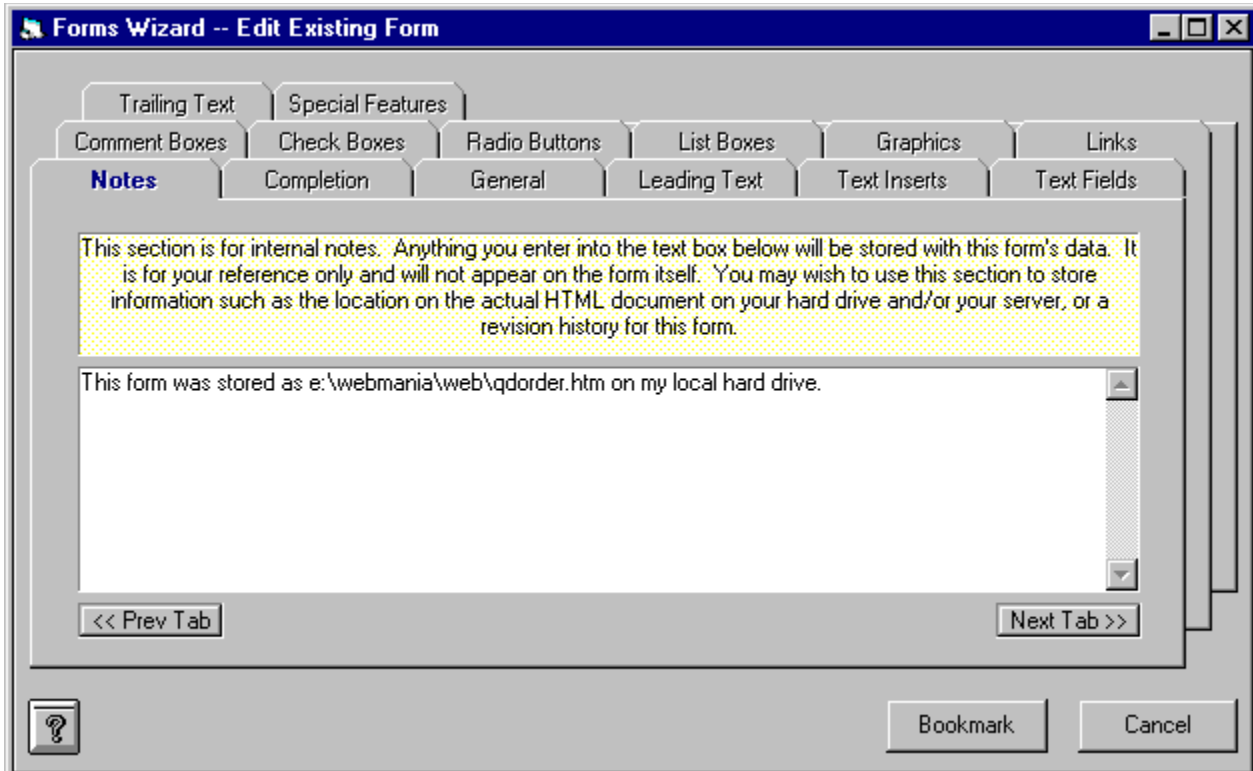 Forms Wizard -- Edit Existing Form
Trailing Text Special Features
Comment Boxes Check Boxes Radio Buttons List Boxes Graphics Links
Notes Completion General Leading Text Text Inserts Text Fields
This section is for internal notes.  Anything you enter into the text box below will be stored with this form's data.  It
is for your reference only and will not appear on the form itself.  You may wish to use this section to store
information such as the location on the actual HTML document on your hard drive and/or your server, or a
revision history for this form.
This form was stored as e:\webmania\web\qdorder.htm on my local hard drive.
<< Prev Tab Next Tab >>
? Bookmark Cancel